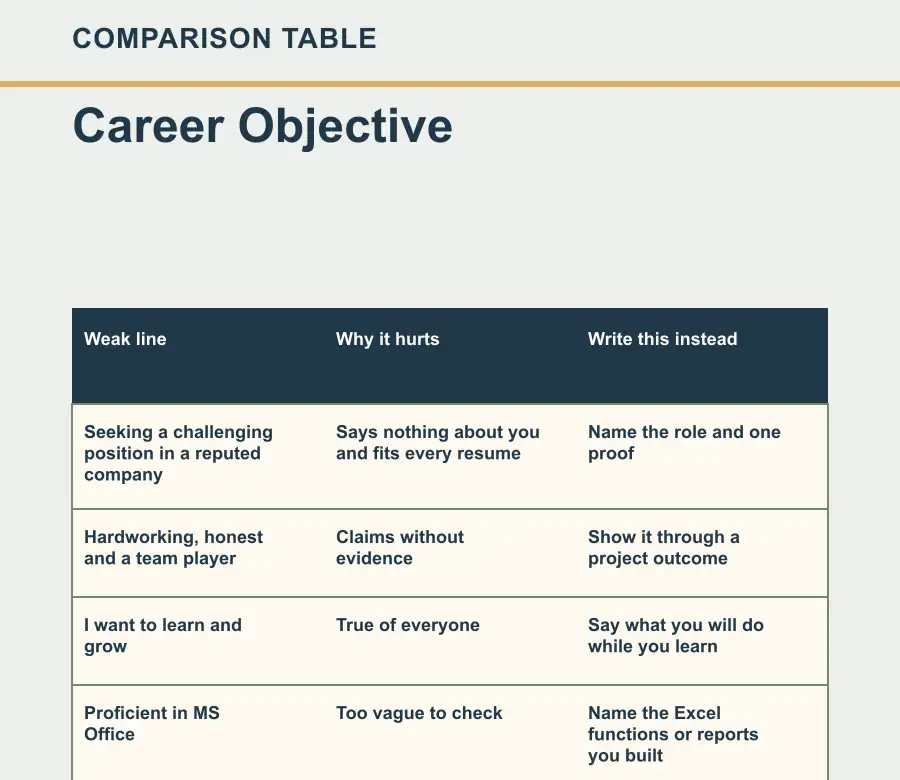 COMPARISON TABLE
Career Objective
Weak line
Why it hurts
Write this instead
Seeking a challenging
position in a reputed
company
Says nothing about you
and fits every resume
Name the role and one
proof
Hardworking, honest
and a team player
Claims without
evidence
Show it through a
project outcome
I want to learn and
grow
True of everyone
Say what you will do
while you learn
Proficient in MS
Office
Too vague to check
Name the Excel
functions or reports
you built